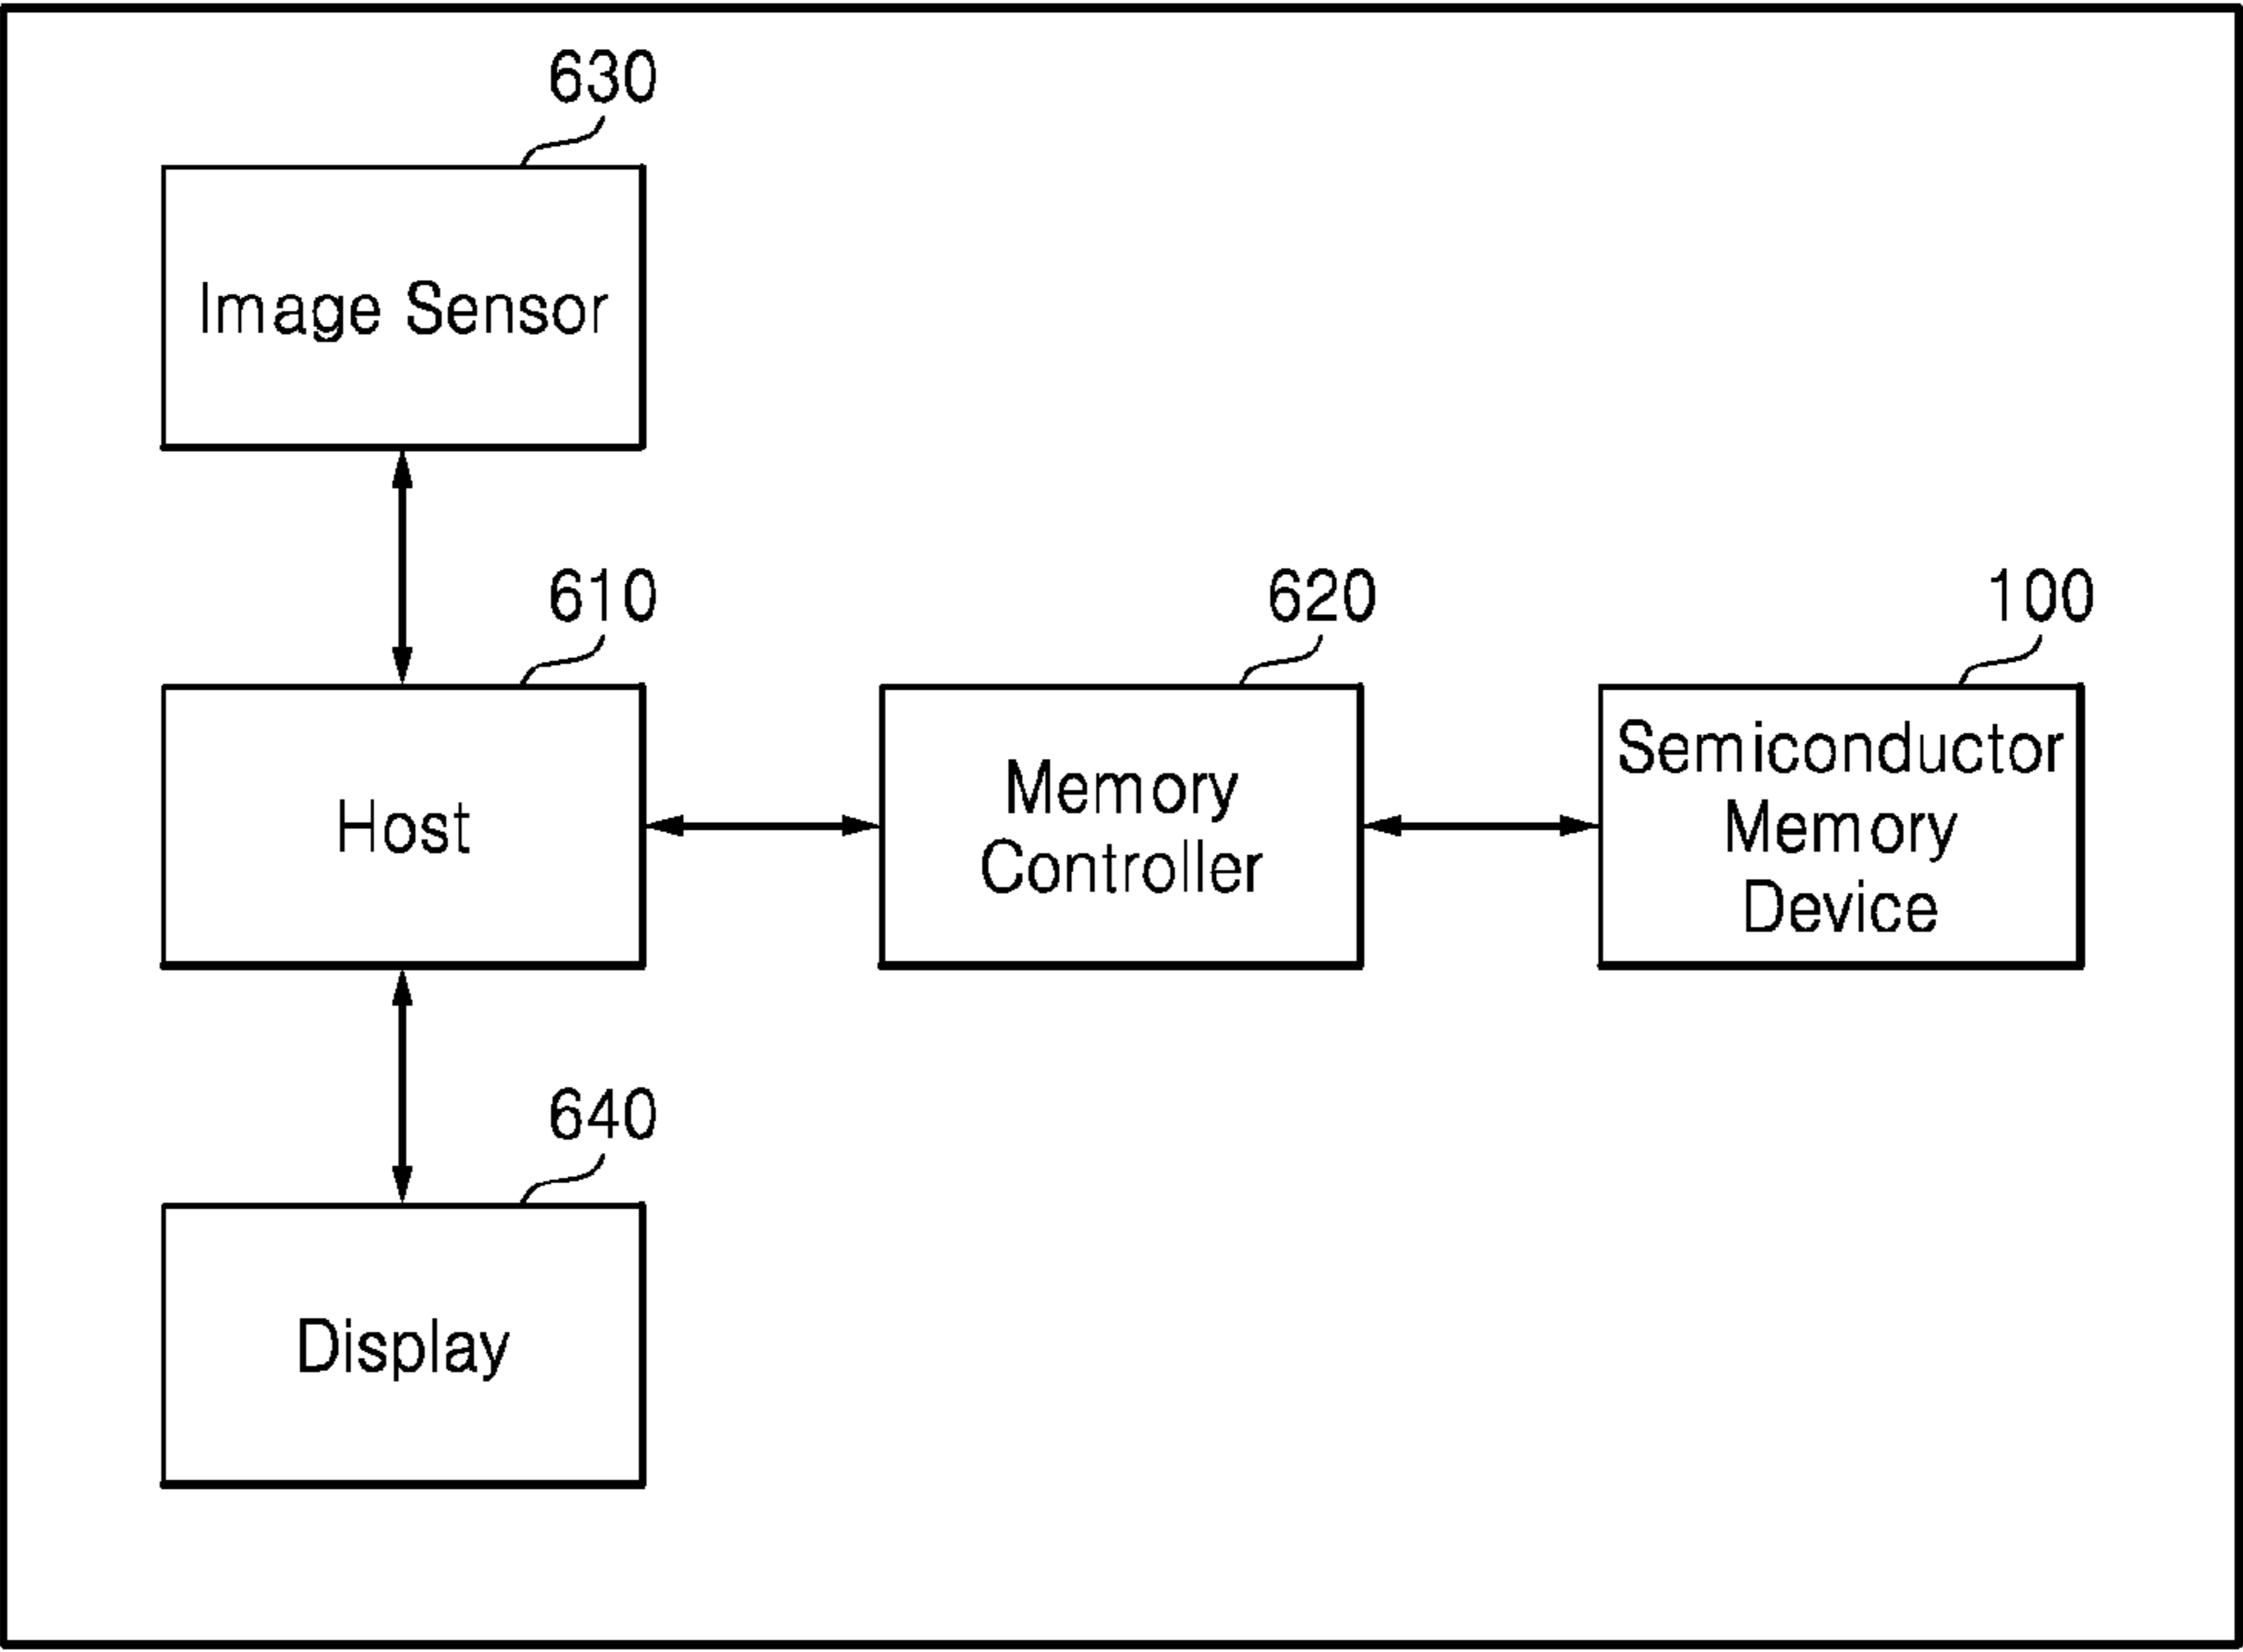 630
Image Sensor
610
Host
620
Memory
Controller
100
Semiconductor
Memory
Device
640
Display